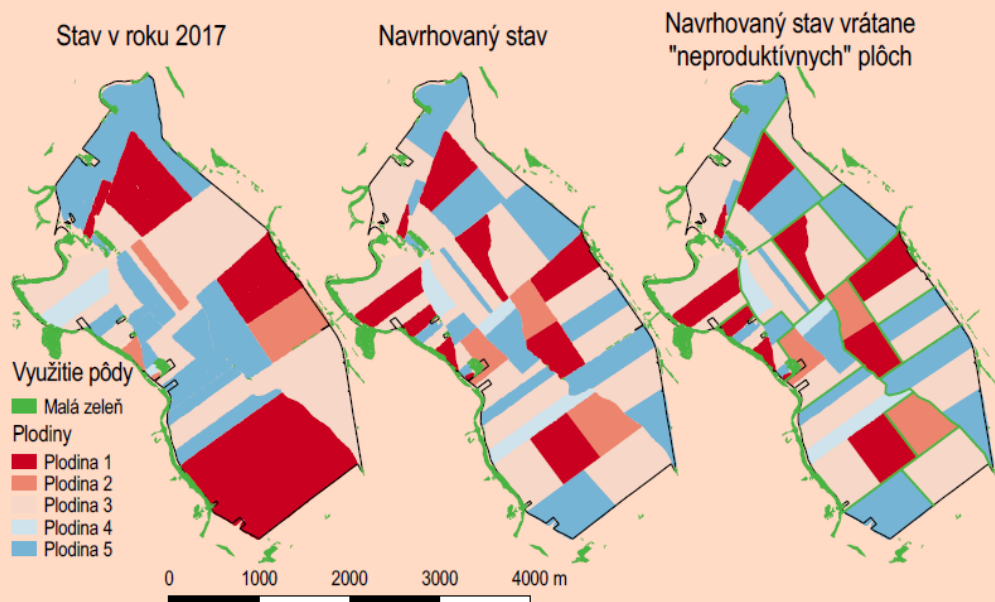 Stav v roku 2017
Navrhovaný stav
Navrhovaný stav vrátane
"neproduktívnych" plôch
Využitie pôdy
Malá zeleň
Plodiny
Plodina 1
Plodina 2
Plodina 3
Plodina 4
Plodina 5
0 1000 2000 3000 4000 m